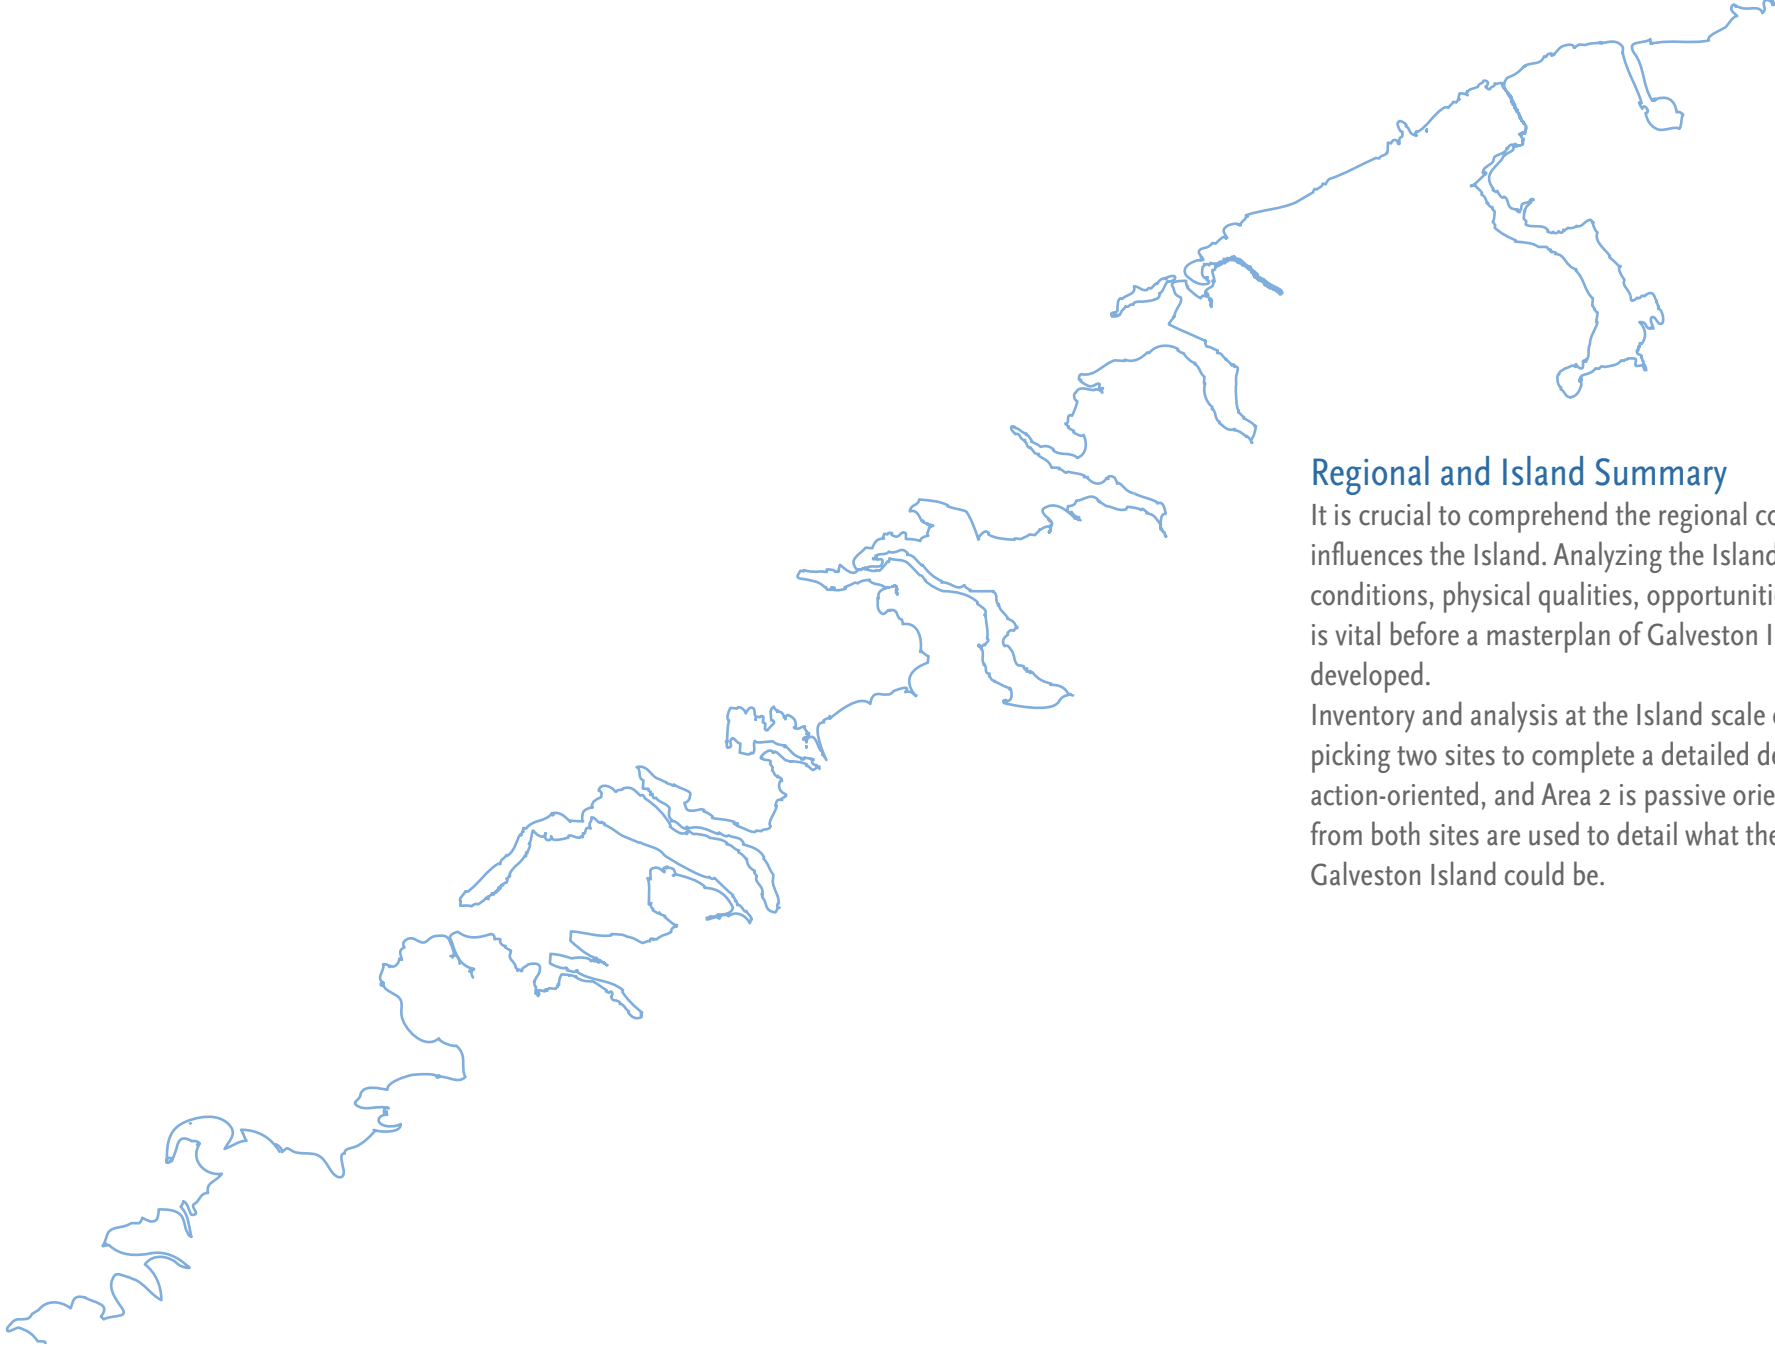 Regional and Island Summary
It is crucial to comprehend the regional
influences the Island. Analyzing the Island
conditions, physical qualities,
is vital before a masterplan of Galveston
developed.
Inventory and analysis at the Island scale
picking two sites to complete a detailed
action-oriented, and Area 2 is passive
from both sites are used to detail what
Galveston Island could be.